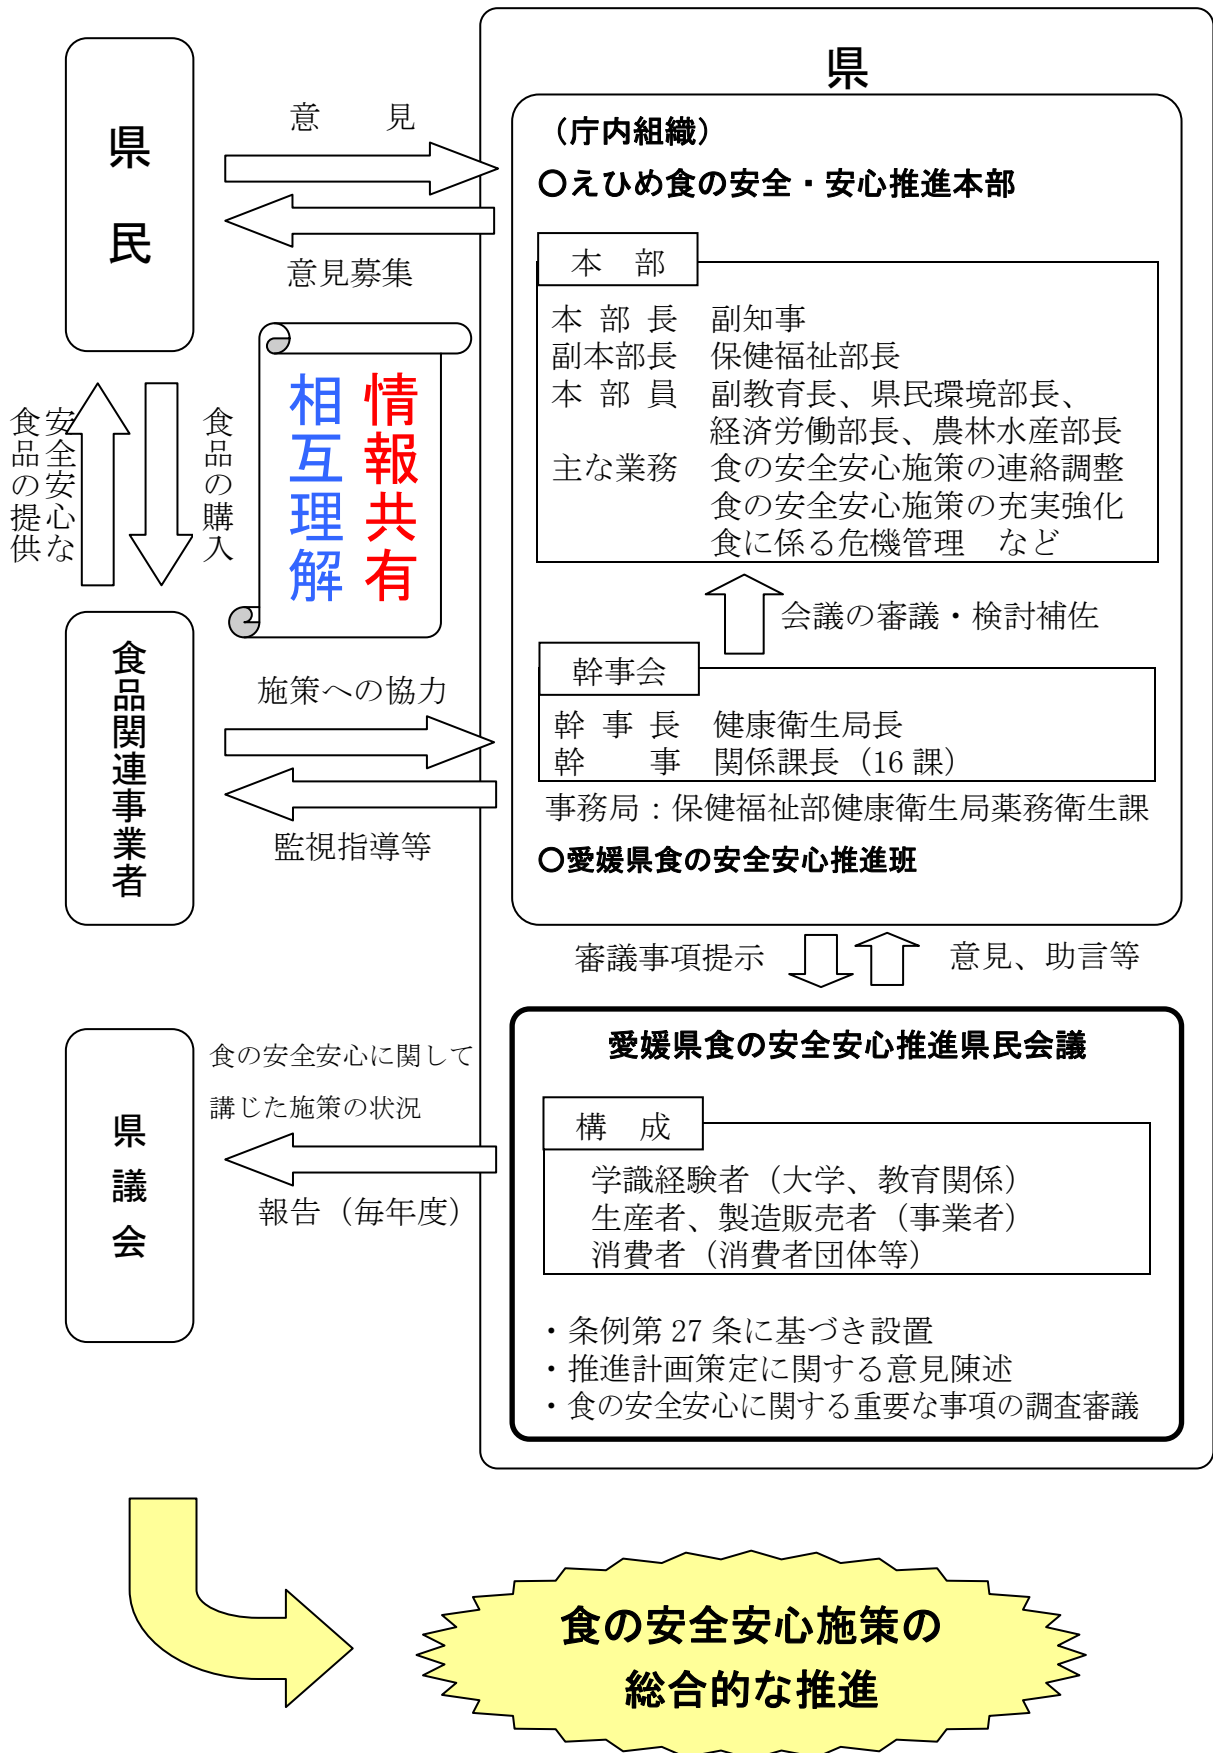 県
県民
意　見
意見募集
（庁内組織）
○えひめ食の安全・安心推進本部
本　部
本 部 長　副知事
副本部長　保健福祉部長
本 部 員　副教育長、県民環境部長、
経済労働部長、農林水産部長
主な業務　食の安全安心施策の連絡調整
食の安全安心施策の充実強化
食に係る危機管理　など
安全安心な
食品の提供
食品の購入
情報共有
相互理解
会議の審議・検討補佐
食品関連事業者
施策への協力
監視指導等
幹事会
幹 事 長　健康衛生局長
幹　　事　関係課長（16 課）
事務局：保健福祉部健康衛生局薬務衛生課
○愛媛県食の安全安心推進班
審議事項提示
意見、助言等
県議会
食の安全安心に関して
講じた施策の状況
報告（毎年度）
愛媛県食の安全安心推進県民会議
構　成
学識経験者（大学、教育関係）
生産者、製造販売者（事業者）
消費者（消費者団体等）
・条例第 27 条に基づき設置
・推進計画策定に関する意見陳述
・食の安全安心に関する重要な事項の調査審議
食の安全安心施策の
総合的な推進